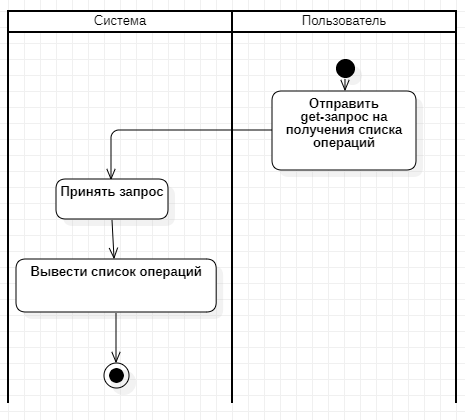 Система
Пользователь
Отправить
get-запрос на
получения списка
операций
Принять запрос
Вывести список операций